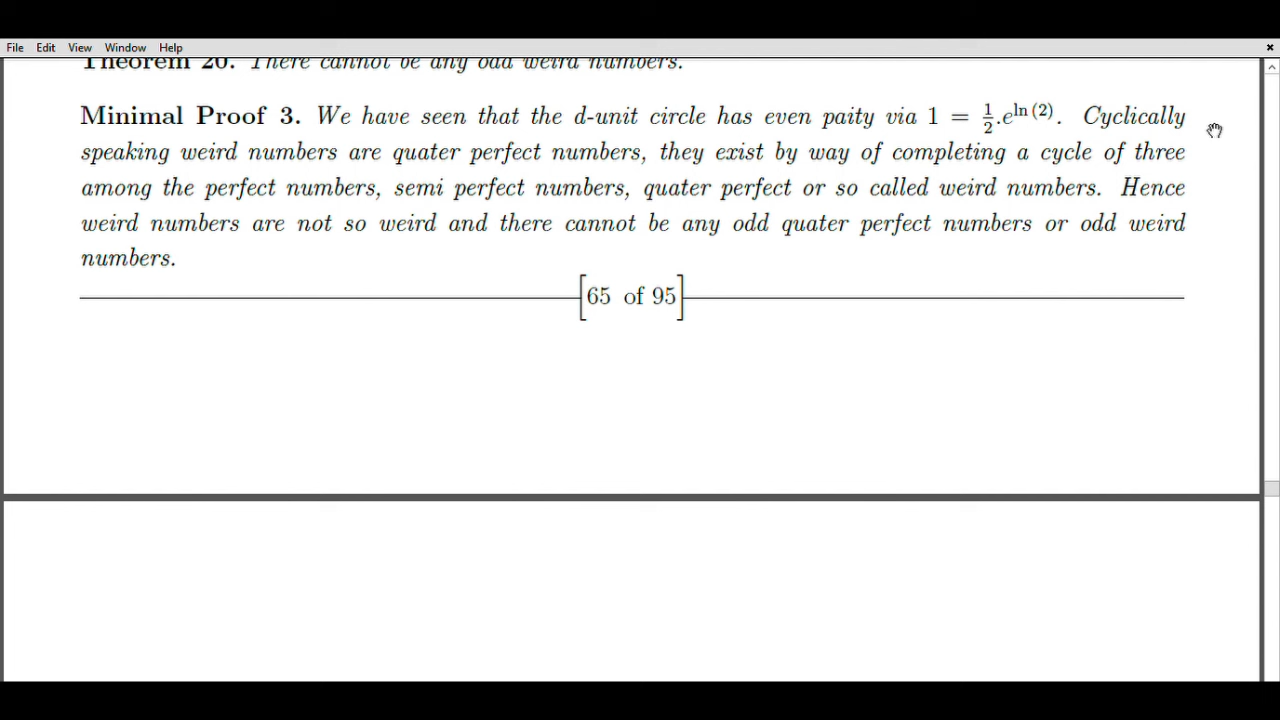 File Edit View Window Help
Theorem 20. There cannot be any odd weird numbers.
Minimal Proof 3. We have seen that the d-unit circle has even paity via 1 = 1/2.e^ln (2). Cyclically
speaking weird numbers are quater perfect numbers, they exist by way of completing a cycle of three
among the perfect numbers, semi perfect numbers, quater perfect or so called weird numbers. Hence
weird numbers are not so weird and there cannot be any odd quater perfect numbers or odd weird
numbers.
[65 of 95]